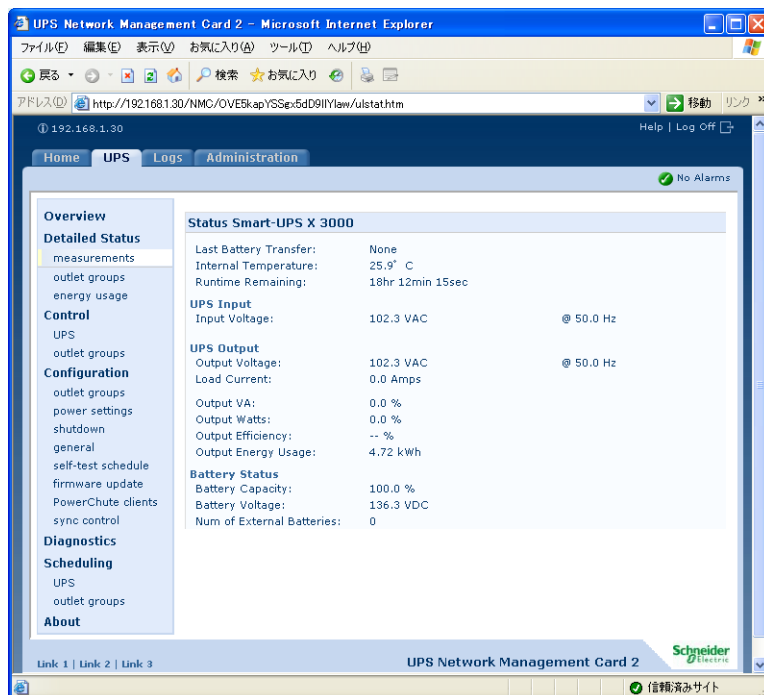 UPS Network Management Card 2 - Microsoft Internet Explorer
ファイル(F) 編集(E) 表示(V) お気に入り(A) ツール(T) ヘルプ(H)
戻る 検索 お気に入り
アドレス(D) http://192.168.1.30/NMC/OVE5kapYSSgx5dD9IIYlaw/ulstat.htm 移動 リンク »
192.168.1.30 Help | Log Off
Home UPS Logs Administration
No Alarms
Overview
Detailed Status
measurements
outlet groups
energy usage
Control
UPS
outlet groups
Configuration
outlet groups
power settings
shutdown
general
self-test schedule
firmware update
PowerChute clients
sync control
Diagnostics
Scheduling
UPS
outlet groups
About
Status Smart-UPS X 3000
Last Battery Transfer: None
Internal Temperature: 25.9° C
Runtime Remaining: 18hr 12min 15sec
UPS Input
Input Voltage: 102.3 VAC @ 50.0 Hz
UPS Output
Output Voltage: 102.3 VAC @ 50.0 Hz
Load Current: 0.0 Amps
Output VA: 0.0 %
Output Watts: 0.0 %
Output Efficiency: -- %
Output Energy Usage: 4.72 kWh
Battery Status
Battery Capacity: 100.0 %
Battery Voltage: 136.3 VDC
Num of External Batteries: 0
Link 1 | Link 2 | Link 3
UPS Network Management Card 2
Schneider
Electric
信頼済みサイト